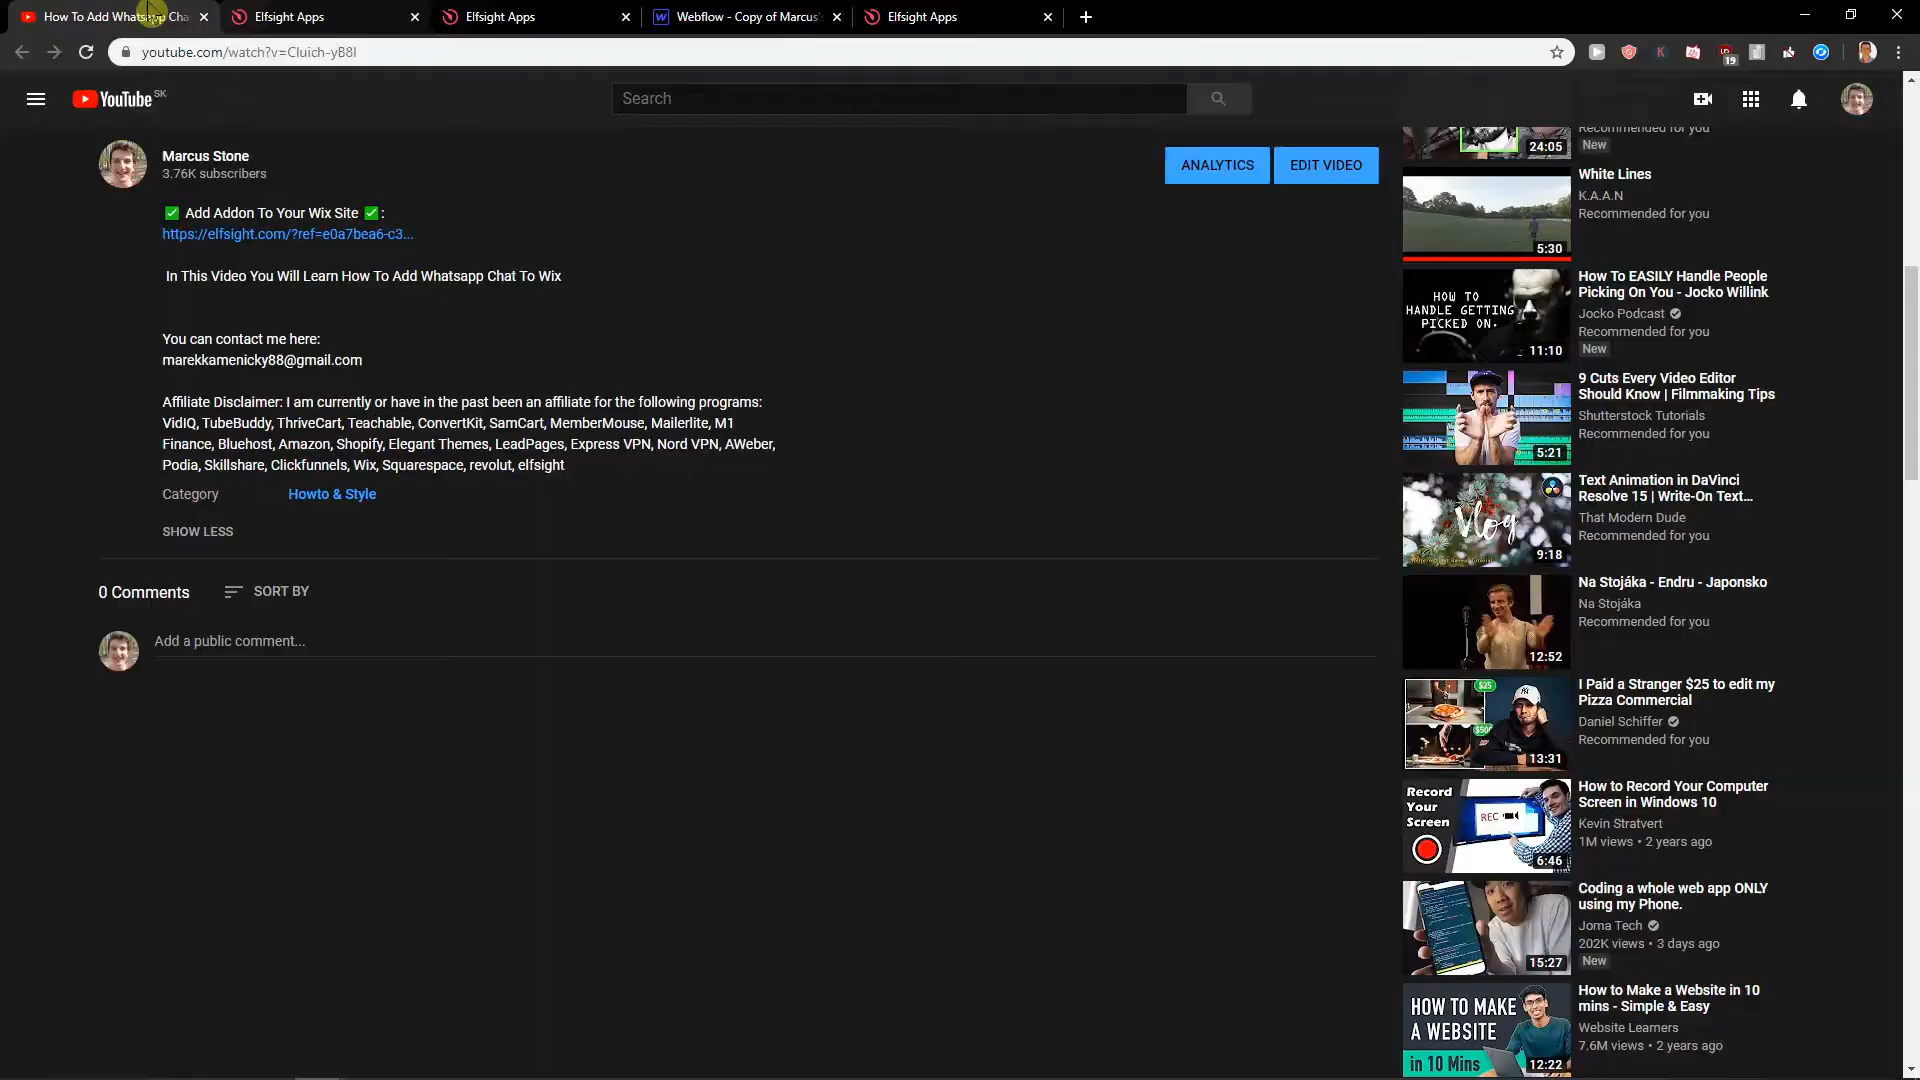 How To Add Whatsapp Cha
Elfsight Apps
Elfsight Apps
Webflow - Copy of Marcus'
Elfsight Apps
youtube.com/watch?v=Cluich-yB8I
19
YouTube SK
Search
Marcus Stone
3.76K subscribers
ANALYTICS
EDIT VIDEO
✅ Add Addon To Your Wix Site ✅:
https://elfsight.com/?ref=e0a7bea6-c3...
In This Video You Will Learn How To Add Whatsapp Chat To Wix
You can contact me here:
marekkamenicky88@gmail.com
Affiliate Disclaimer: I am currently or have in the past been an affiliate for the following programs:
VidIQ, TubeBuddy, ThriveCart, Teachable, ConvertKit, SamCart, MemberMouse, Mailerlite, M1
Finance, Bluehost, Amazon, Shopify, Elegant Themes, LeadPages, Express VPN, Nord VPN, AWeber,
Podia, Skillshare, Clickfunnels, Wix, Squarespace, revolut, elfsight
Category
Howto & Style
SHOW LESS
0 Comments
SORT BY
Add a public comment...
24:05
Recommended for you
New
5:30
White Lines
K.A.A.N
Recommended for you
HOW TO
HANDLE GETTING
PICKED ON.
11:10
How To EASILY Handle People
Picking On You - Jocko Willink
Jocko Podcast
Recommended for you
New
5:21
9 Cuts Every Video Editor
Should Know | Filmmaking Tips
Shutterstock Tutorials
Recommended for you
Vlog
9:18
Text Animation in DaVinci
Resolve 15 | Write-On Text...
That Modern Dude
Recommended for you
12:52
Na Stojáka - Endru - Japonsko
Na Stojáka
Recommended for you
$25
13:31
I Paid a Stranger $25 to edit my
Pizza Commercial
Daniel Schiffer
Recommended for you
Record
Your
Screen
REC
6:46
How to Record Your Computer
Screen in Windows 10
Kevin Stratvert
1M views • 2 years ago
15:27
Coding a whole web app ONLY
using my Phone.
Joma Tech
202K views • 3 days ago
New
HOW TO MAKE
A WEBSITE
in 10 Mins
12:22
How to Make a Website in 10
mins - Simple & Easy
Website Learners
7.6M views • 2 years ago